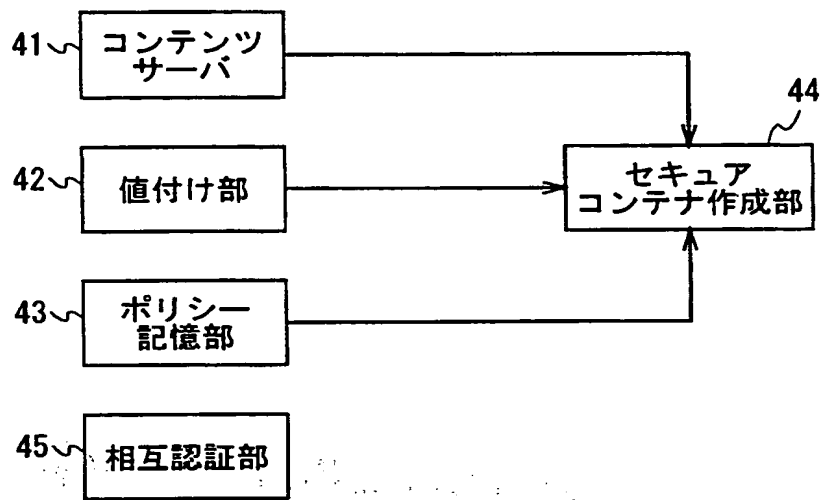 41
コンテンツ
サーバ
44
42
値付け部
セキュア
コンテナ作成部
43
ポリシー
記憶部
45
相互認証部